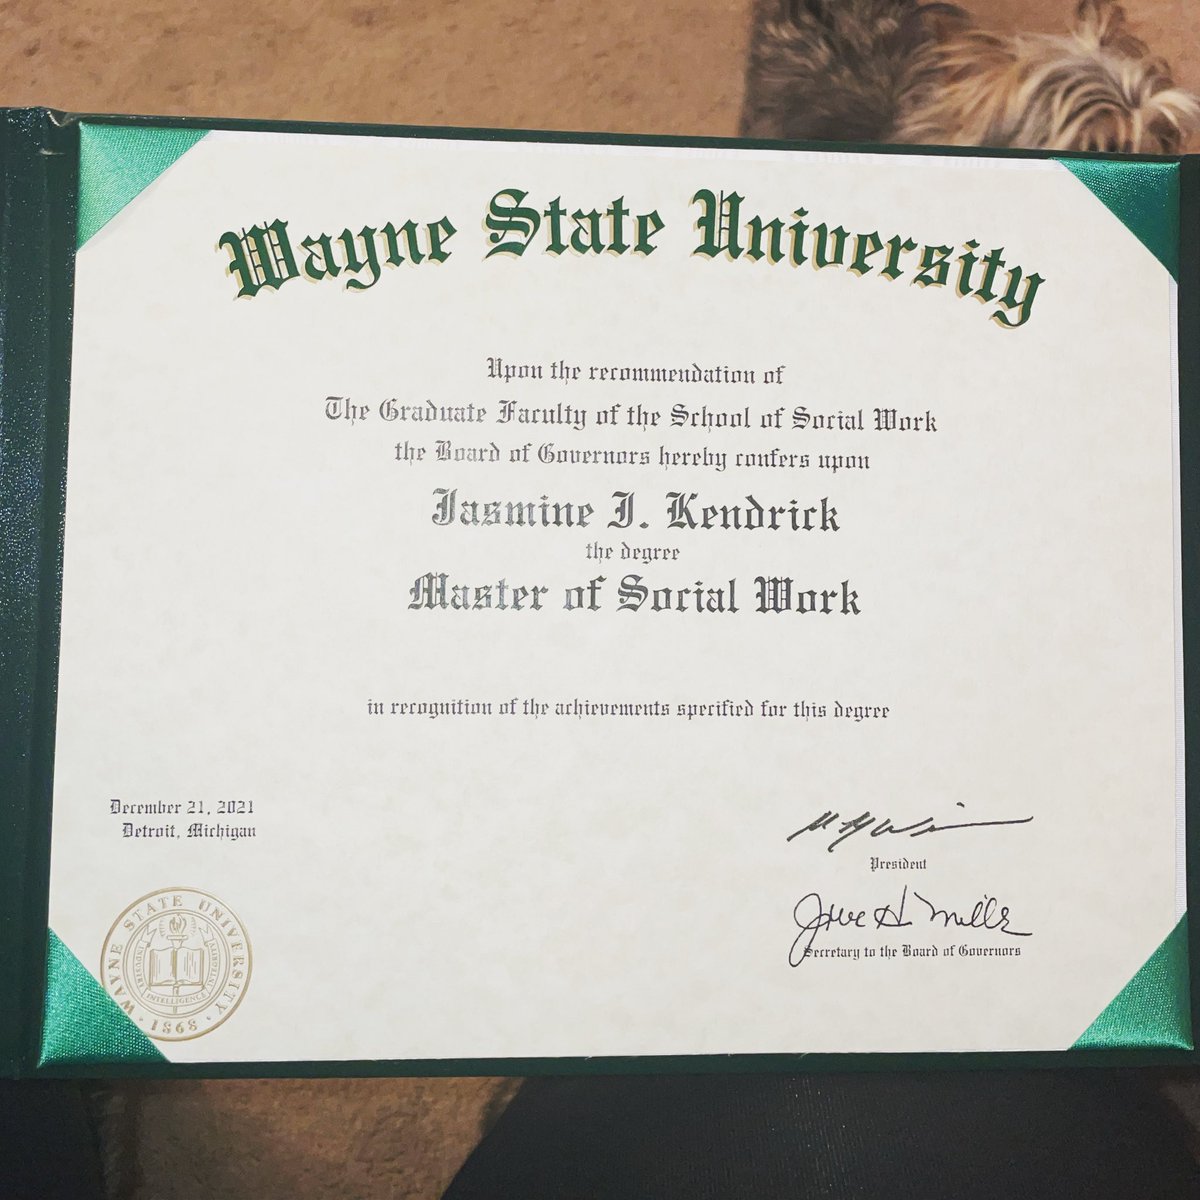 Wayne State University
Upon the recommendation of
The Graduate Faculty of the School of Social Work
the Board of Governors hereby confers upon
Jasmine J. Kendrick
the degree
Master of Social Work
in recognition of the achievements specified for this degree
December 21, 2021
Detroit, Michigan
President
Secretary to the Board of Governors
WAYNE STATE UNIVERSITY
INDUSTRY
INTELLIGENCE
INTEGRITY
1868